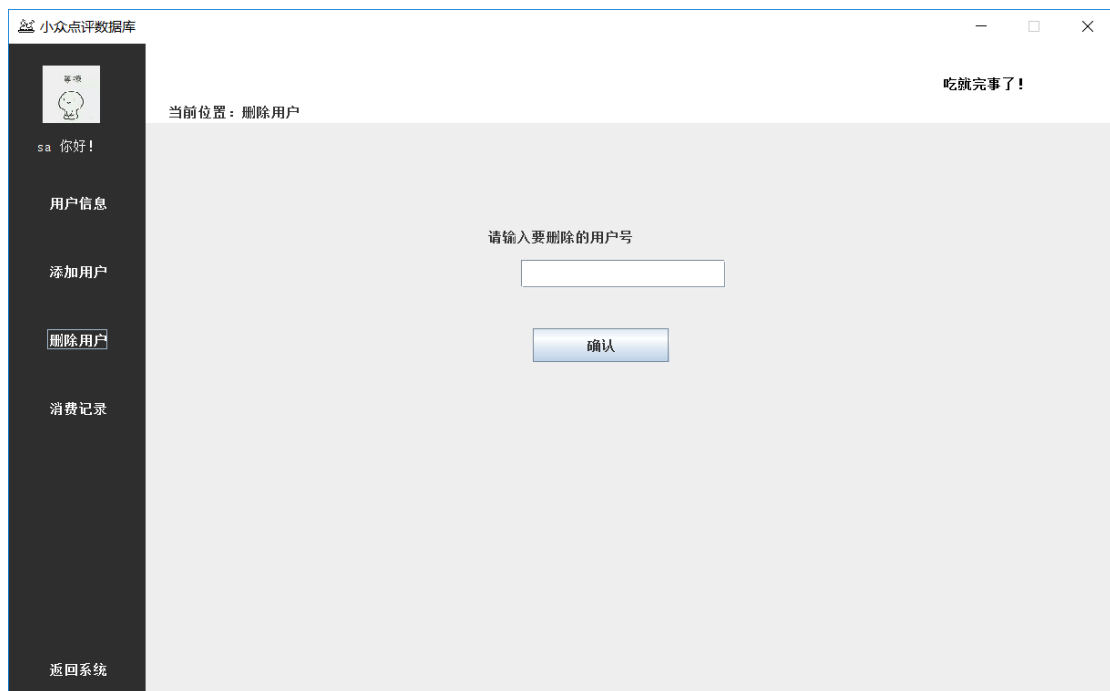 小众点评数据库
吃就完事了!
当前位置：删除用户
sa 你好!
用户信息
添加用户
删除用户
消费记录
返回系统
请输入要删除的用户号
确认